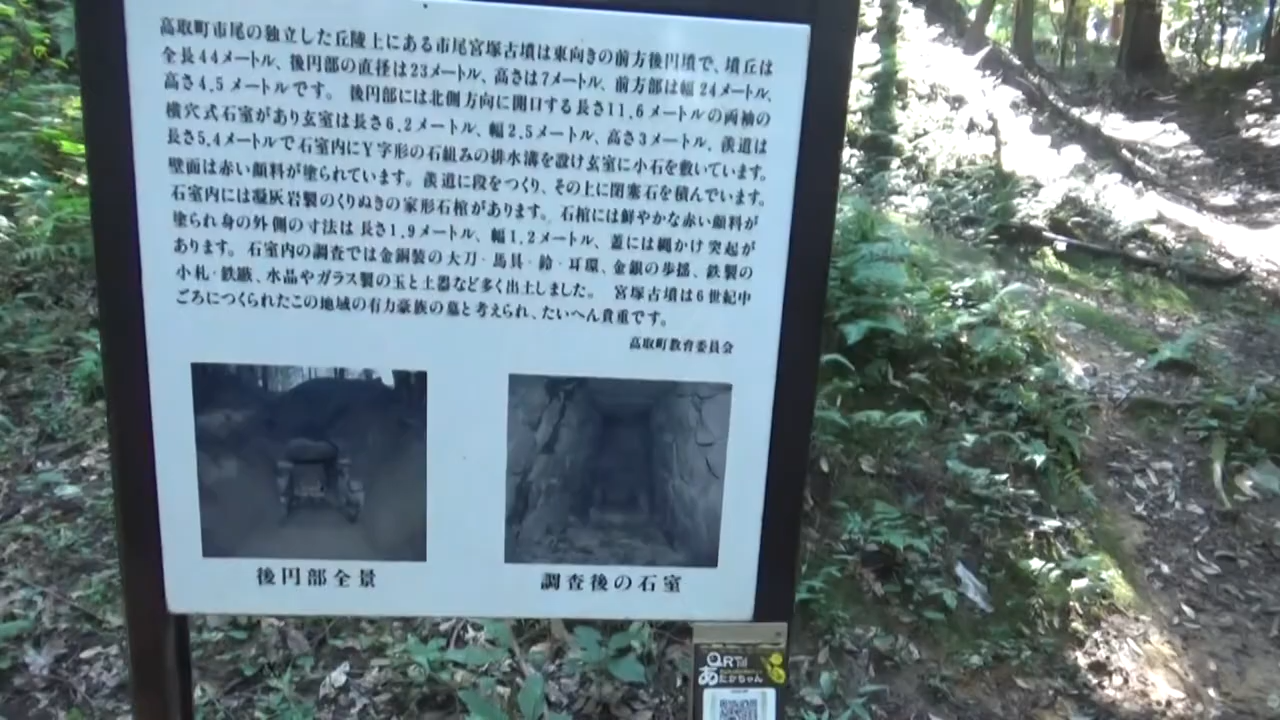 高取町市尾の独立した丘陵上にある市尾宮塚古墳は東向きの前方後円墳で、墳丘は
全長44メートル、後円部の直径は23メートル、高さは7メートル、前方部は幅24メートル、
高さ4.5メートルです。 後円部には北側方向に開口する長さ11.6メートルの両袖の
横穴式石室があり玄室は長さ6.2メートル、幅2.5メートル、高さ3メートル、羨道は
長さ5.4メートルで石室内にY字形の石組みの排水溝を設け玄室に小石を敷いています。
壁面は赤い顔料が塗られています。羨道に段をつくり、その上に閉塞石を積んでいます。
石室内には凝灰岩製のくりぬきの家形石棺があります。石棺には鮮やかな赤い顔料が
塗られ身の外側の寸法は長さ1.9メートル、幅1.2メートル、蓋には縄かけ突起が
あります。石室内の調査では金銅装の大刀・馬具・鈴・耳環、金銀の歩揺、鉄製の
小札・鉄鏃、水晶やガラス製の玉と土器など多く出土しました。 宮塚古墳は6世紀中
ごろにつくられたこの地域の有力豪族の墓と考えられ、たいへん貴重です。
高取町教育委員会
後円部全景
調査後の石室
QR
たかちゃん